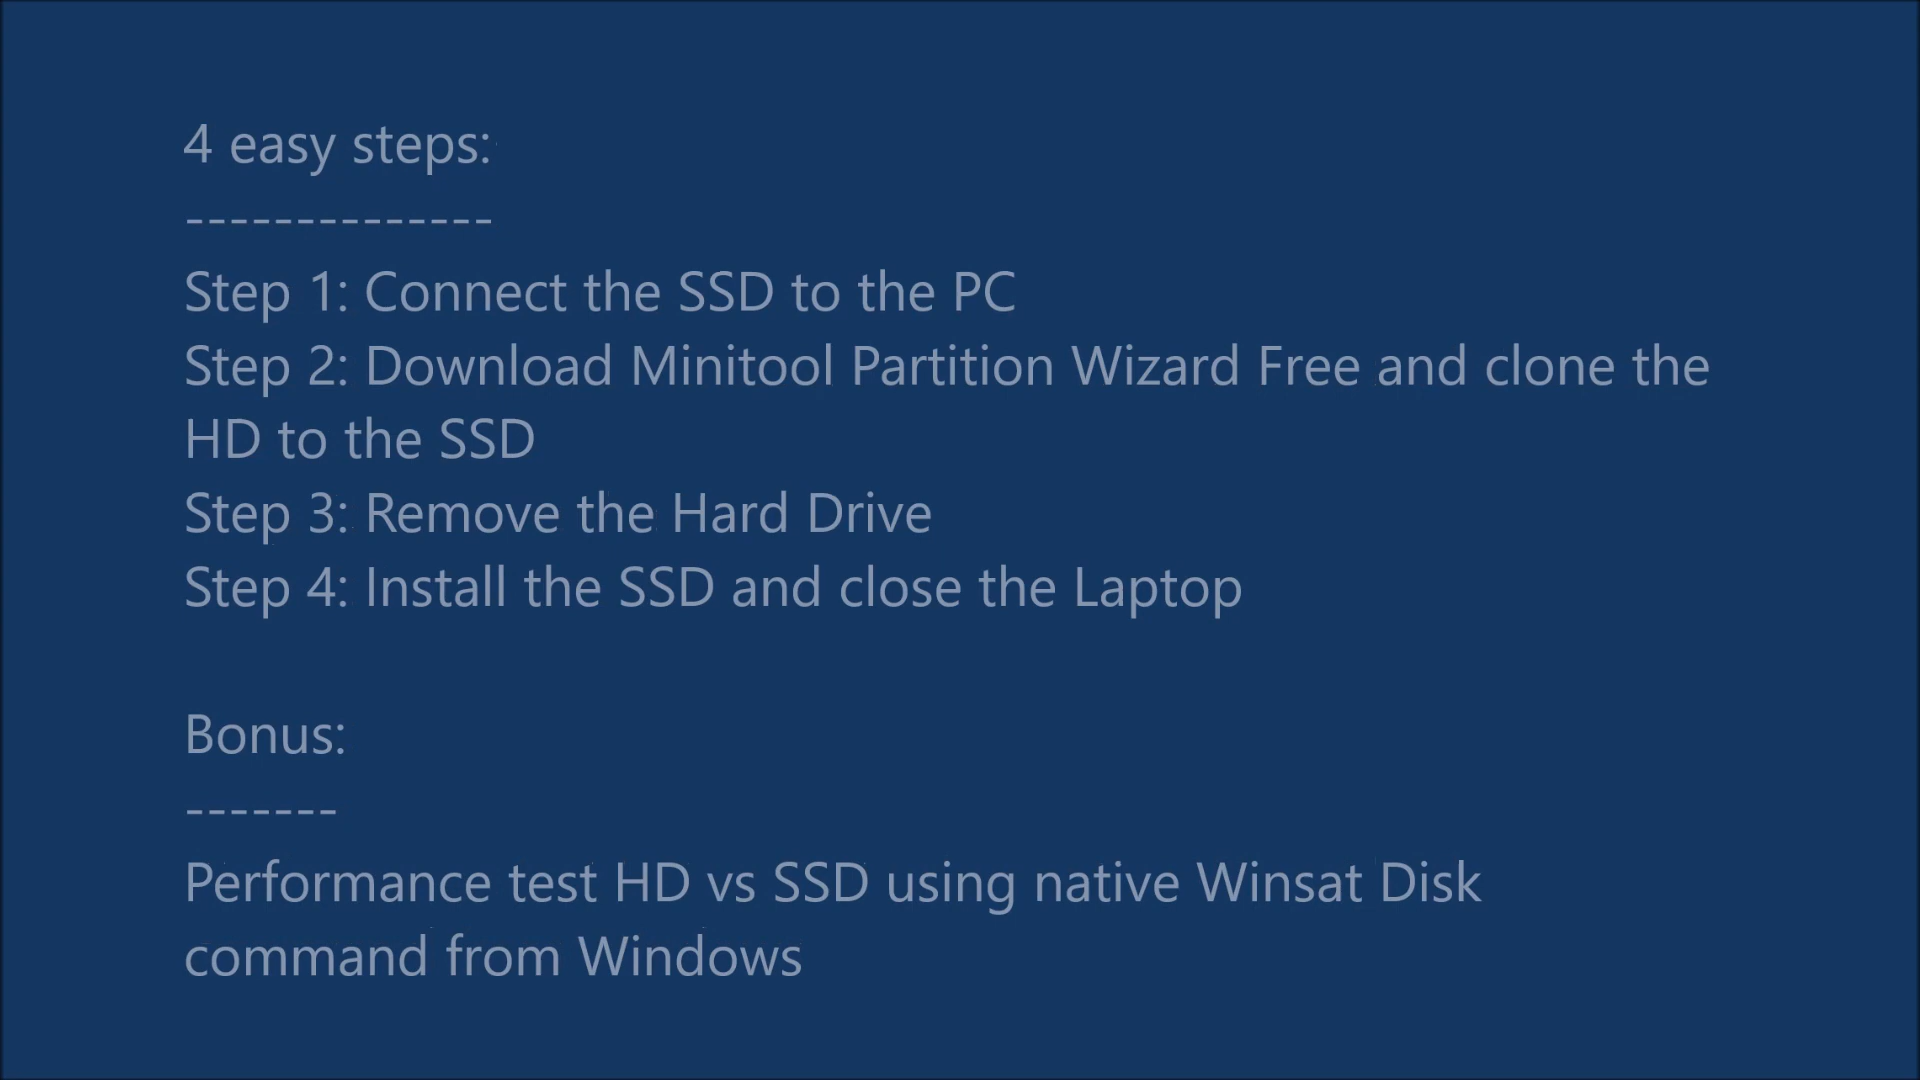 4 easy steps:
--------------
Step 1: Connect the SSD to the PC
Step 2: Download Minitool Partition Wizard Free and clone the
HD to the SSD
Step 3: Remove the Hard Drive
Step 4: Install the SSD and close the Laptop
Bonus:
-------
Performance test HD vs SSD using native Winsat Disk
command from Windows